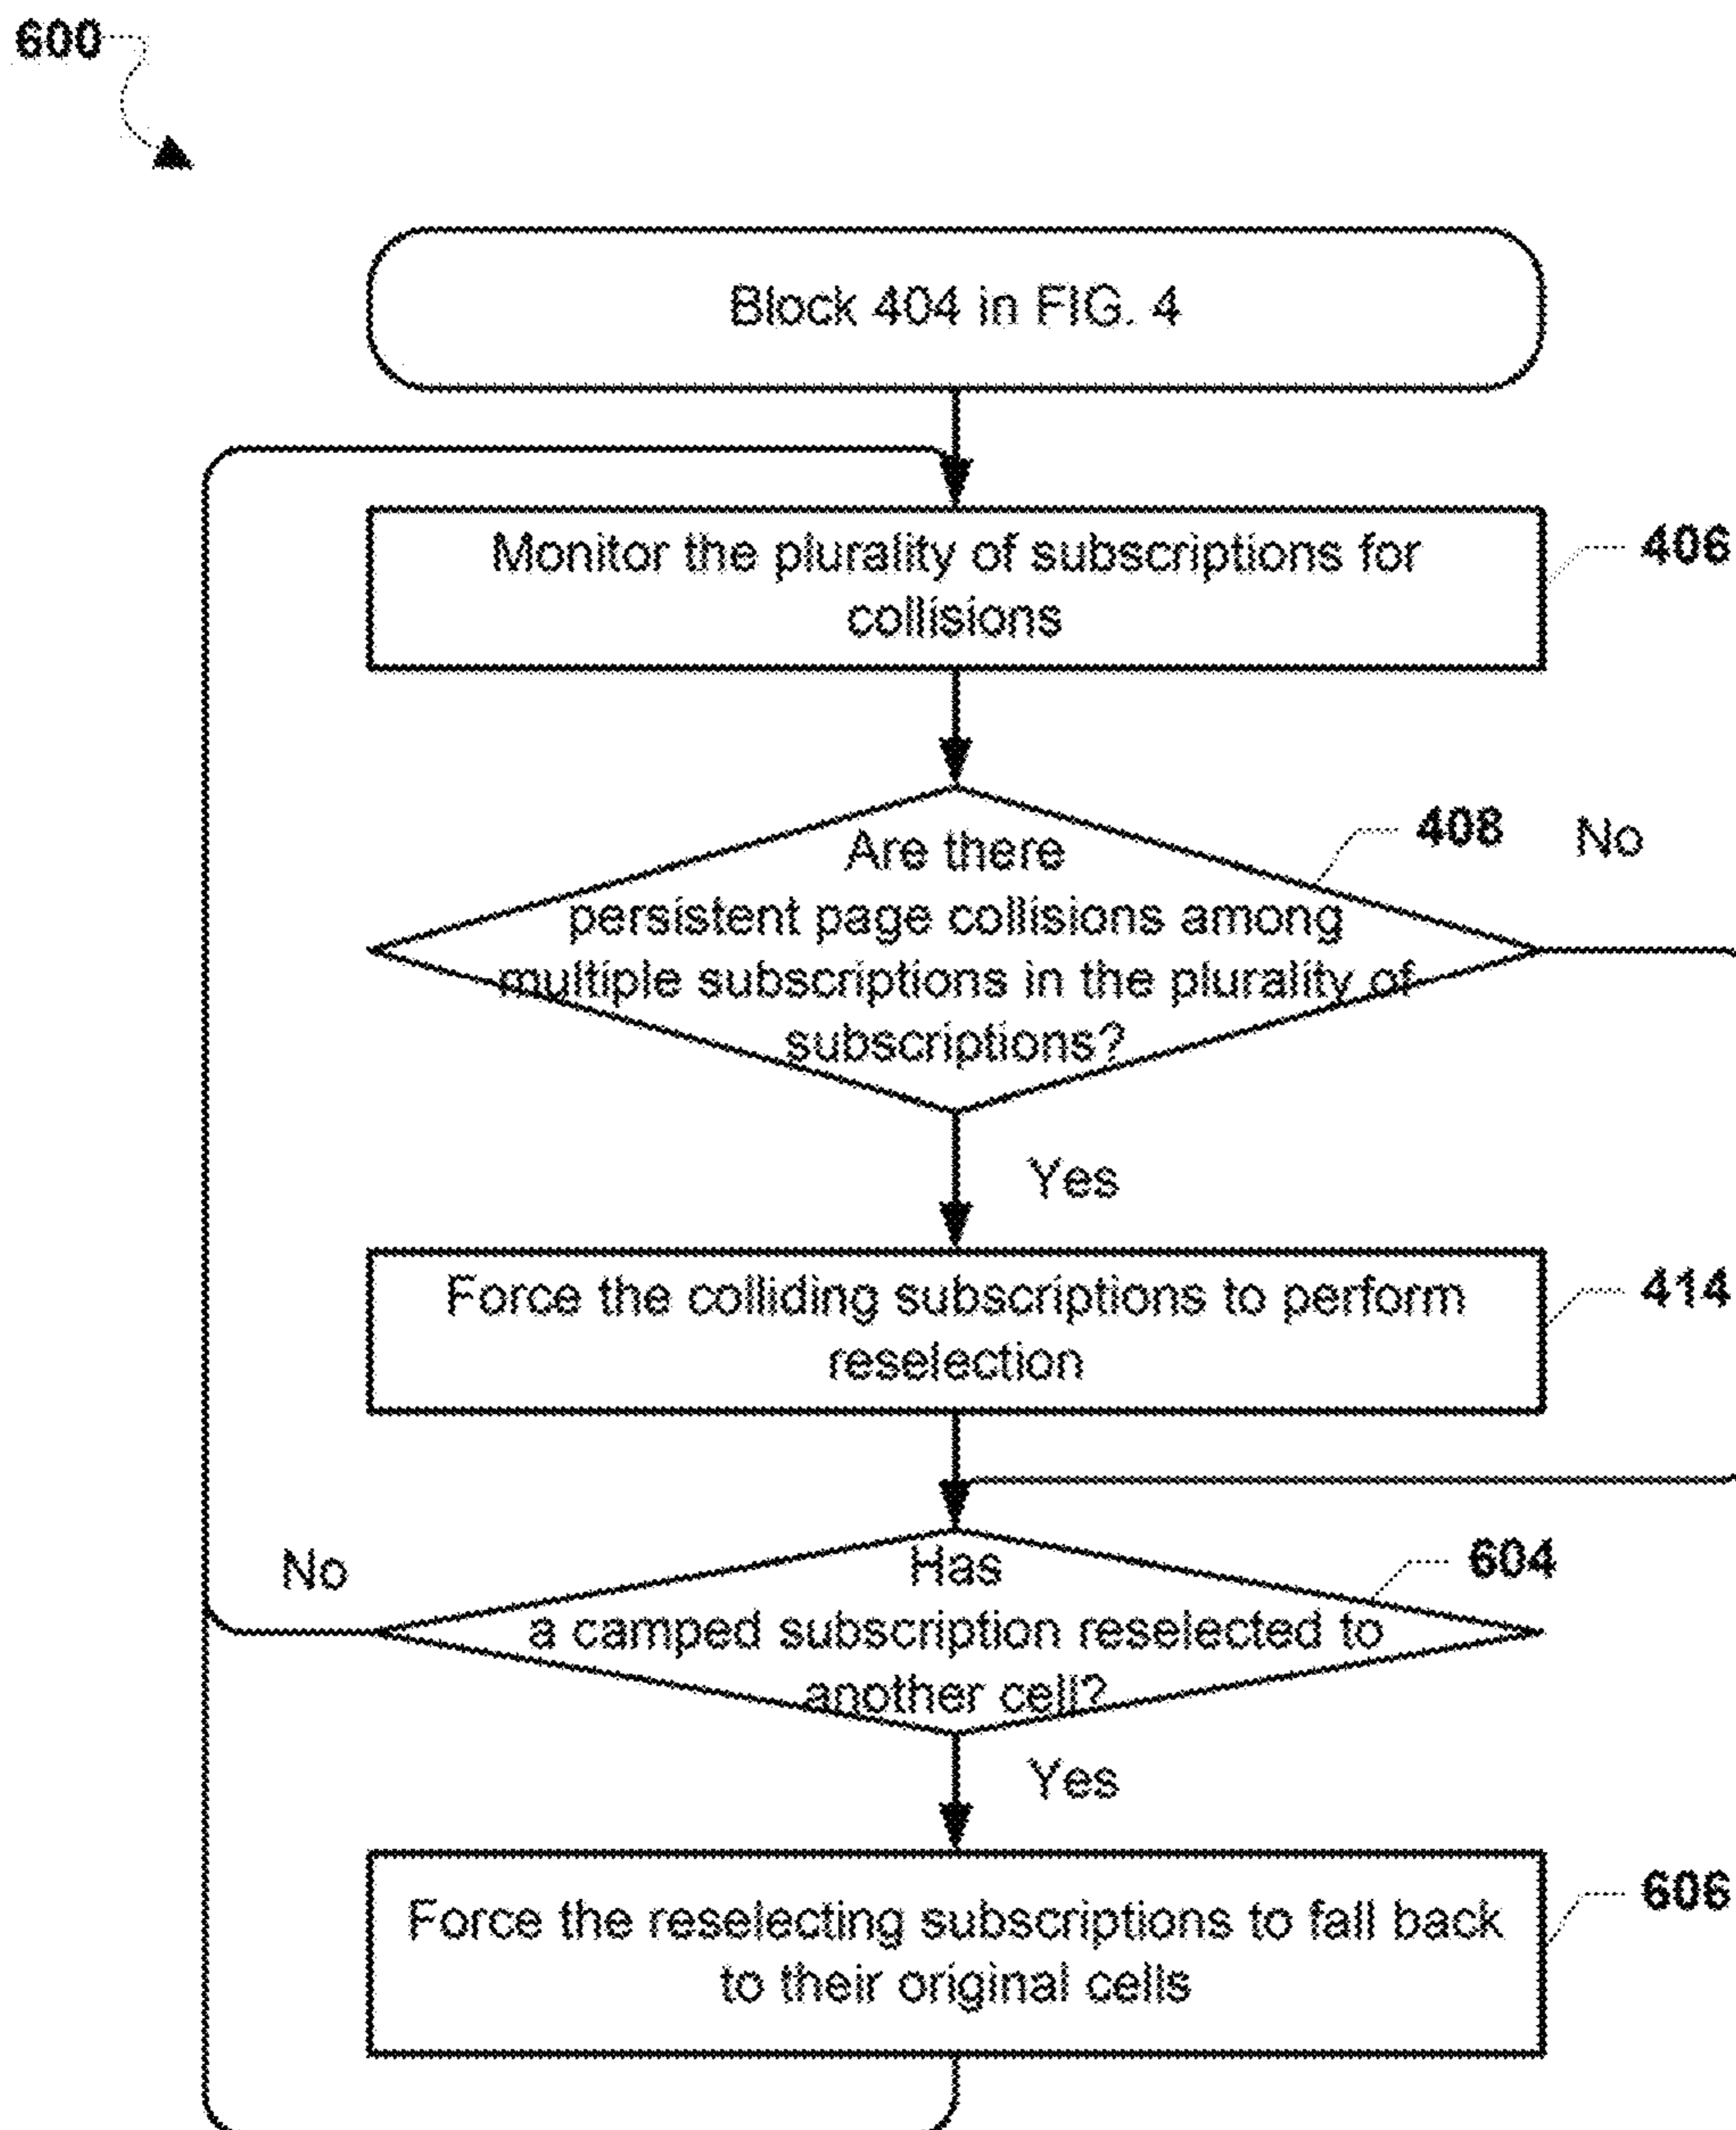 600
Block 404 in FIG. 4
Monitor the plurality of subscriptions for
collisions
406
Are there
persistent page collisions among
multiple subscriptions in the plurality of
subscriptions?
408
No
Yes
Force the colliding subscriptions to perform
reselection
414
Has
a camped subscription reselected to
another cell?
604
No
Yes
Force the reselecting subscriptions to fall back
to their original cells
606